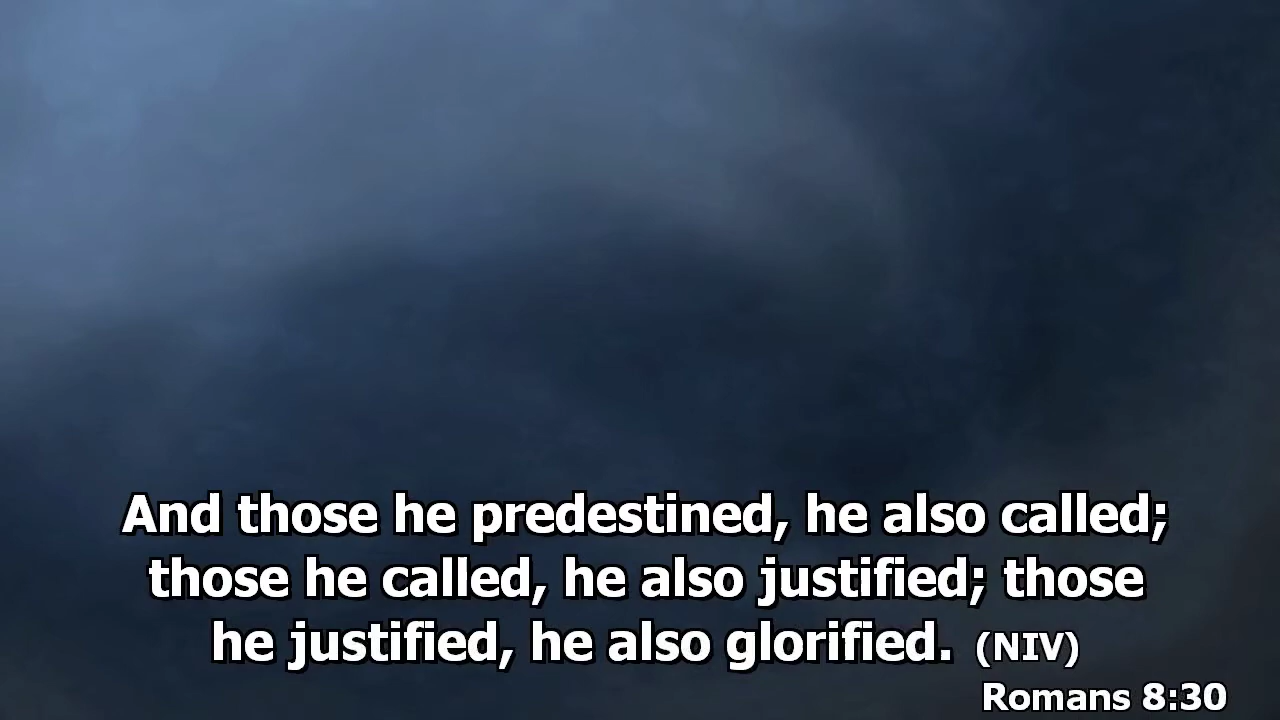 And those he predestined, he also called;
those he called, he also justified; those
he justified, he also glorified. (NIV)
Romans 8:30